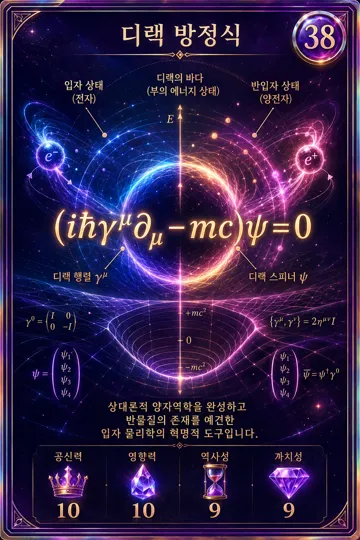 디랙 방정식
38
입자 상태
(전자)
디랙의 바다
(부의 에너지 상태)
반입자 상태
(양전자)
E
e⁻
e⁺
(iħγ^μ∂_μ−mc)ψ=0
디랙 행렬 γ^μ
디랙 스피너 ψ
γ⁰ = (I 0
0 −I)
+mc²
{γ^μ, γ^ν} = 2η^μν I
0
−mc²
ψ = (ψ₁
ψ₂
ψ₃
ψ₄)
(ψ₁
ψ₂
ψ₃
ψ₄)
ψ̄ = ψ†γ⁰
상대론적 양자역학을 완성하고
반물질의 존재를 예견한
입자 물리학의 혁명적 도구입니다.
공신력
영향력
역사성
까치성
10
10
9
9